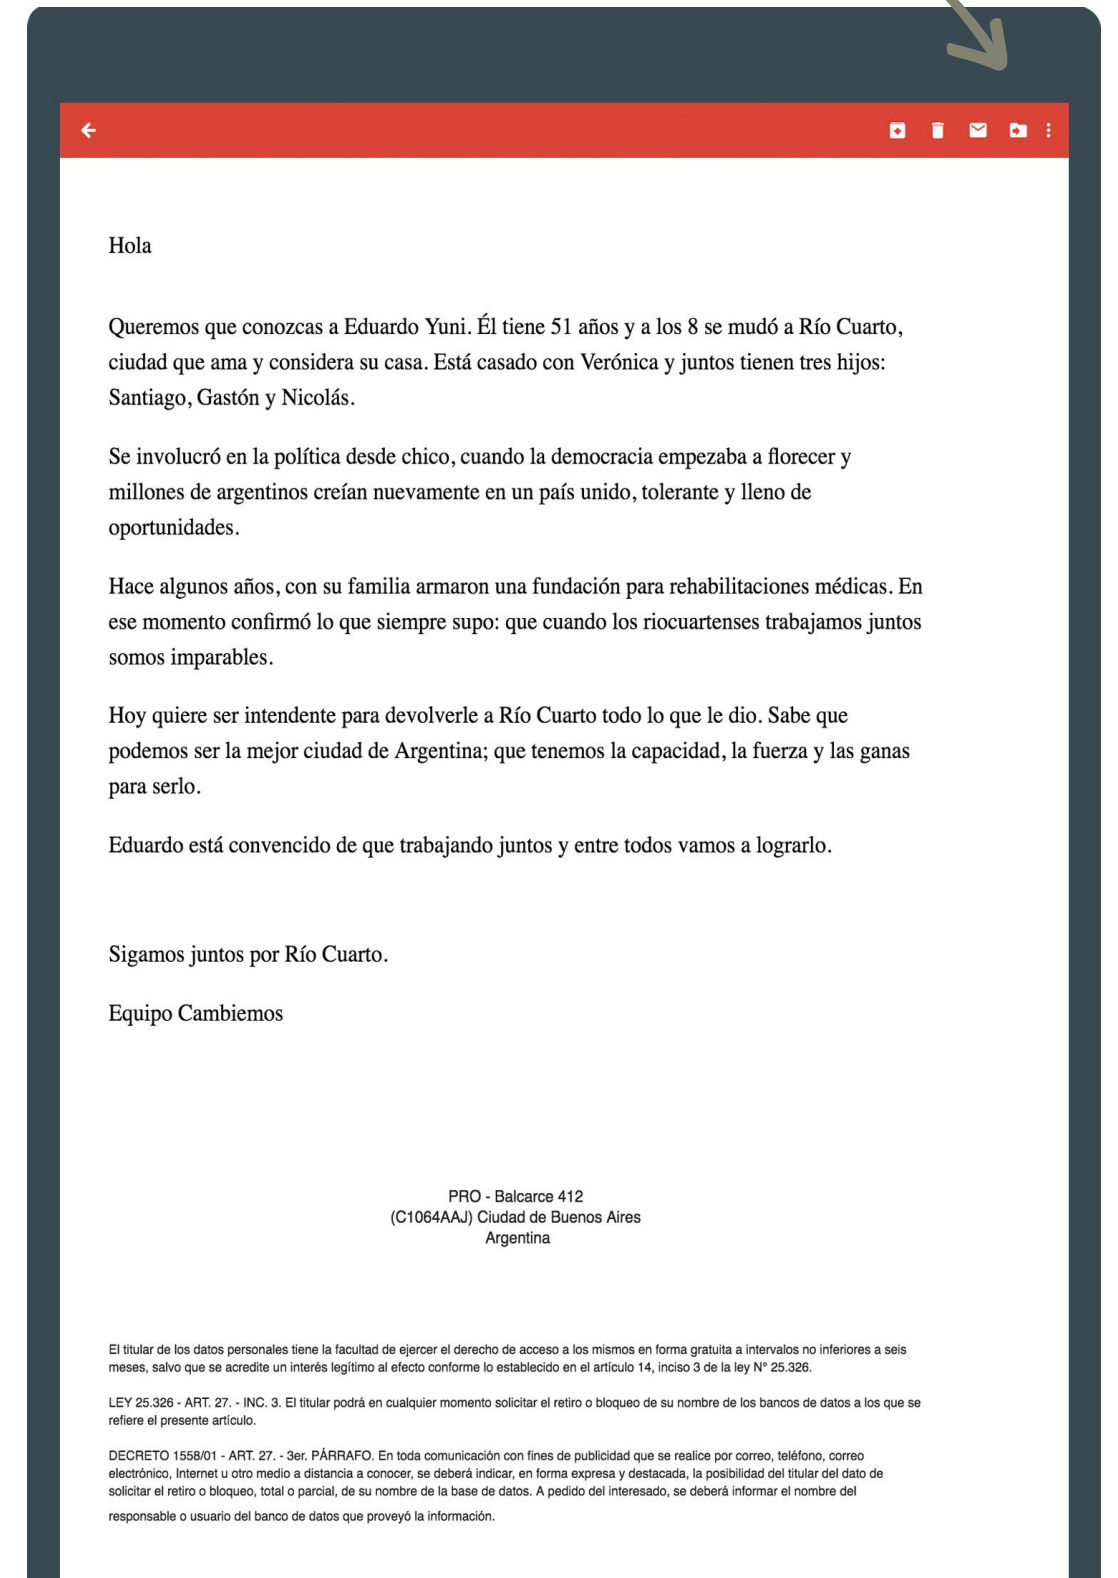 Hola
Queremos que conozcas a Eduardo Yuni. Él tiene 51 años y a los 8 se mudó a Río Cuarto,
ciudad que ama y considera su casa. Está casado con Verónica y juntos tienen tres hijos:
Santiago, Gastón y Nicolás.
Se involucró en la política desde chico, cuando la democracia empezaba a florecer y
millones de argentinos creían nuevamente en un país unido, tolerante y lleno de
oportunidades.
Hace algunos años, con su familia armaron una fundación para rehabilitaciones médicas. En
ese momento confirmó lo que siempre supo: que cuando los riocuartenses trabajamos juntos
somos imparables.
Hoy quiere ser intendente para devolverle a Río Cuarto todo lo que le dio. Sabe que
podemos ser la mejor ciudad de Argentina; que tenemos la capacidad, la fuerza y las ganas
para serlo.
Eduardo está convencido de que trabajando juntos y entre todos vamos a lograrlo.
Sigamos juntos por Río Cuarto.
Equipo Cambiemos
PRO - Balcarce 412
(C1064AAJ) Ciudad de Buenos Aires
Argentina
El titular de los datos personales tiene la facultad de ejercer el derecho de acceso a los mismos en forma gratuita a intervalos no inferiores a seis
meses, salvo que se acredite un interés legítimo al efecto conforme lo establecido en el artículo 14, inciso 3 de la ley N° 25.326.
LEY 25.326 - ART. 27. - INC. 3. El titular podrá en cualquier momento solicitar el retiro o bloqueo de su nombre de los bancos de datos a los que se
refiere el presente artículo.
DECRETO 1558/01 - ART. 27. - 3er. PÁRRAFO. En toda comunicación con fines de publicidad que se realice por correo, teléfono, correo
electrónico, Internet u otro medio a distancia a conocer, se deberá indicar, en forma expresa y destacada, la posibilidad del titular del dato de
solicitar el retiro o bloqueo, total o parcial, de su nombre de la base de datos. A pedido del interesado, se deberá informar el nombre del
responsable o usuario del banco de datos que proveyó la información.